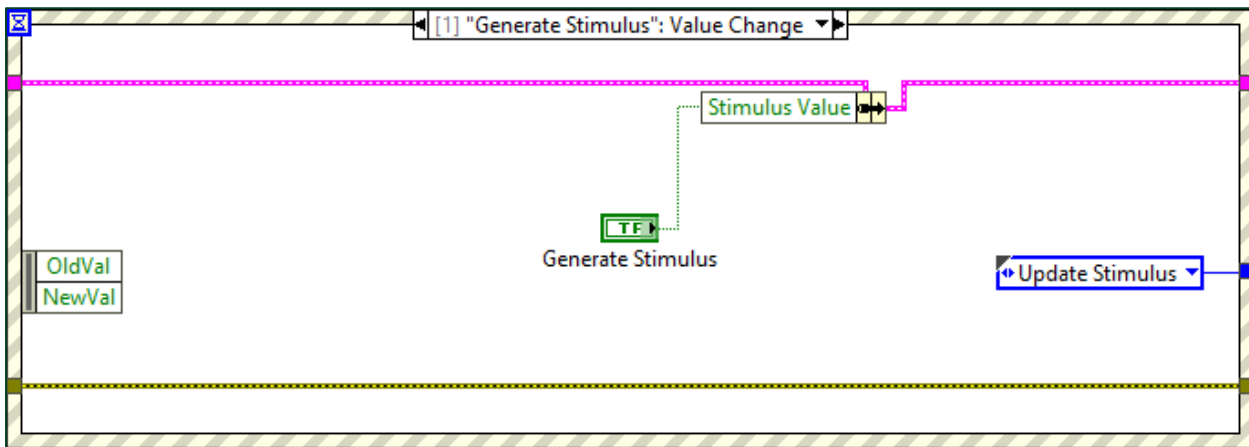 [1] "Generate Stimulus": Value Change
Stimulus Value
TF
Generate Stimulus
OldVal
NewVal
Update Stimulus